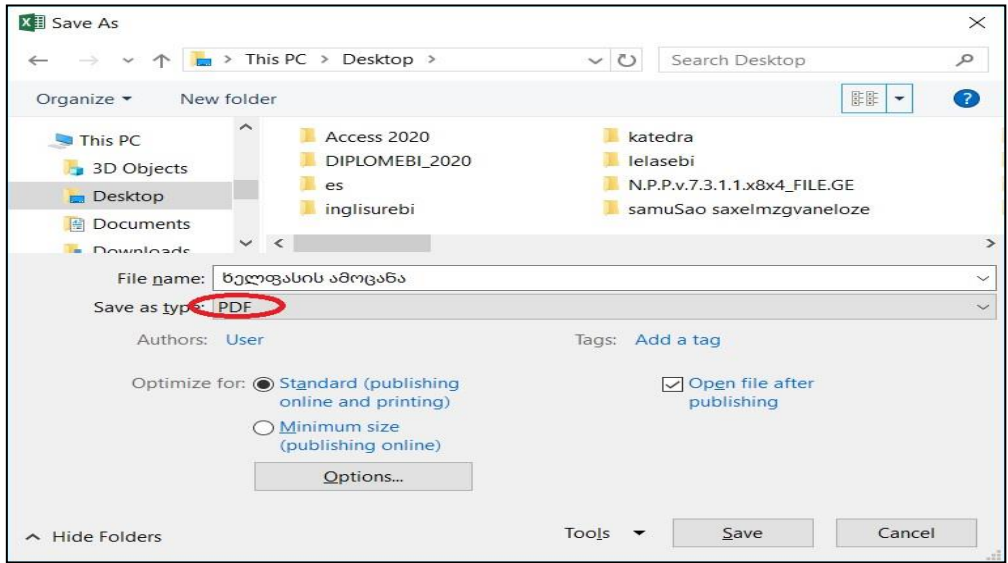 Save As
This PC > Desktop >
Search Desktop
Organize
New folder
This PC
3D Objects
Desktop
Documents
Downloads
Access 2020
DIPLOMEBI_2020
es
inglisurebi
katedra
lelasebi
N.P.P.v.7.3.1.1.x8x4_FILE.GE
samuSao saxelmzgvaneloze
File name: ხელფასის ამოცანა
Save as type: PDF
Authors: User
Tags: Add a tag
Optimize for: Standard (publishing
online and printing)
Minimum size
(publishing online)
Open file after
publishing
Options...
Hide Folders
Tools
Save
Cancel